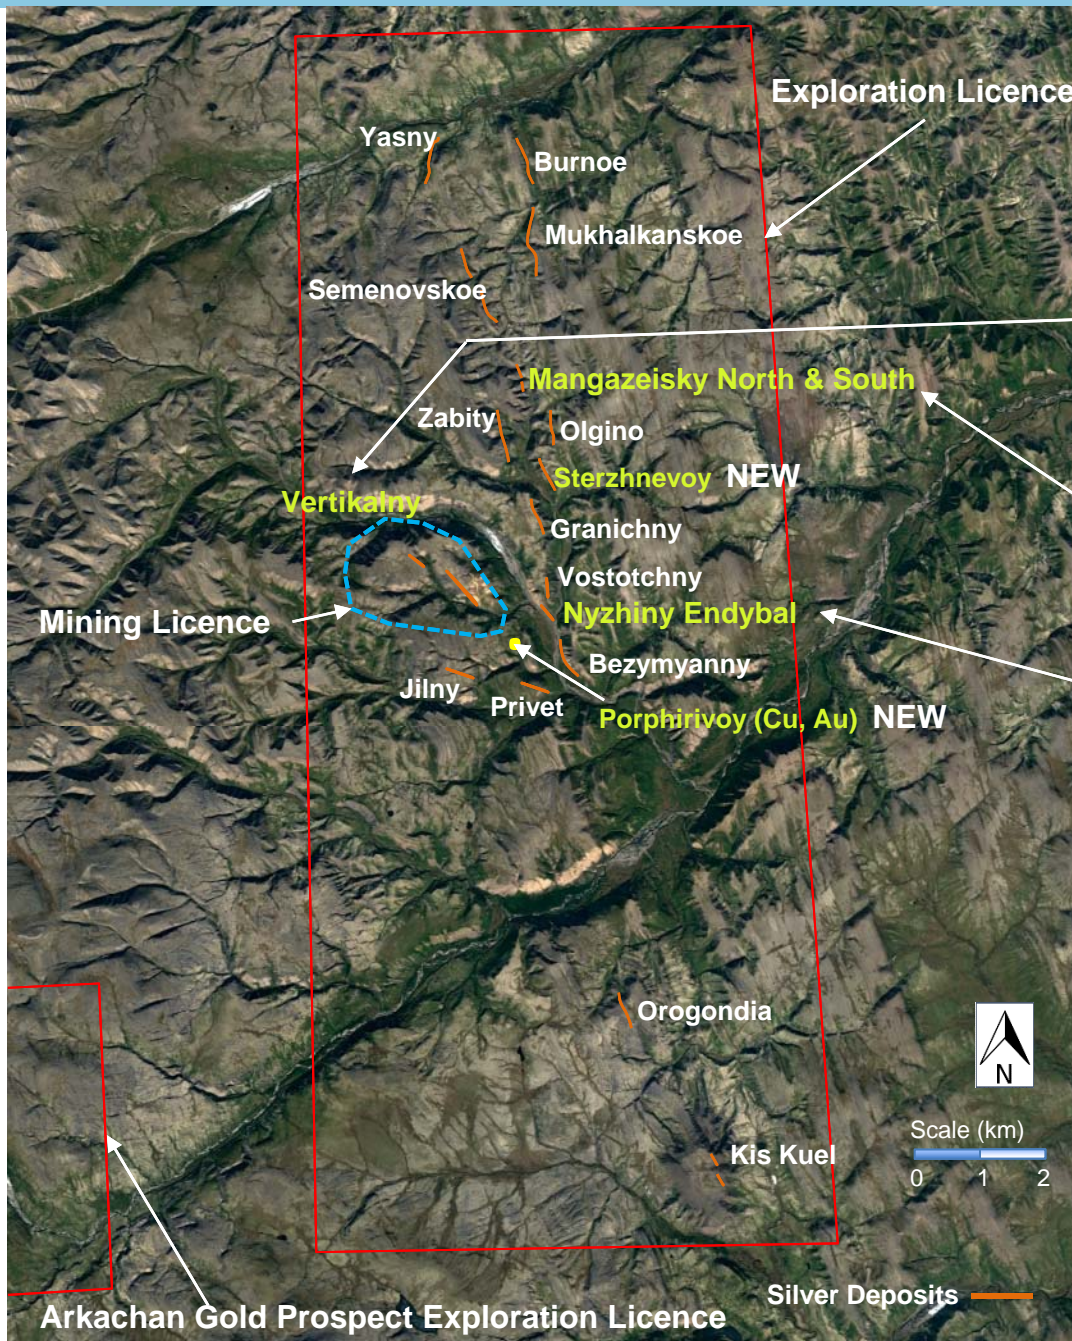 Exploration Licence
Yasny
Burnoe
Mukhalkanskoe
Semenovskoe
Mangazeisky North & South
Zabity
Olgino
Sterzhnevoy NEW
Vertikalny
Granichny
Vostotchny
Nyzhiny Endybal
Mining Licence
Bezymyanny
Jilny
Privet
Porphirivoy (Cu, Au) NEW
Orogondia
N
Scale (km)
Kis Kuel
0 1 2
Silver Deposits
Arkachan Gold Prospect Exploration Licence